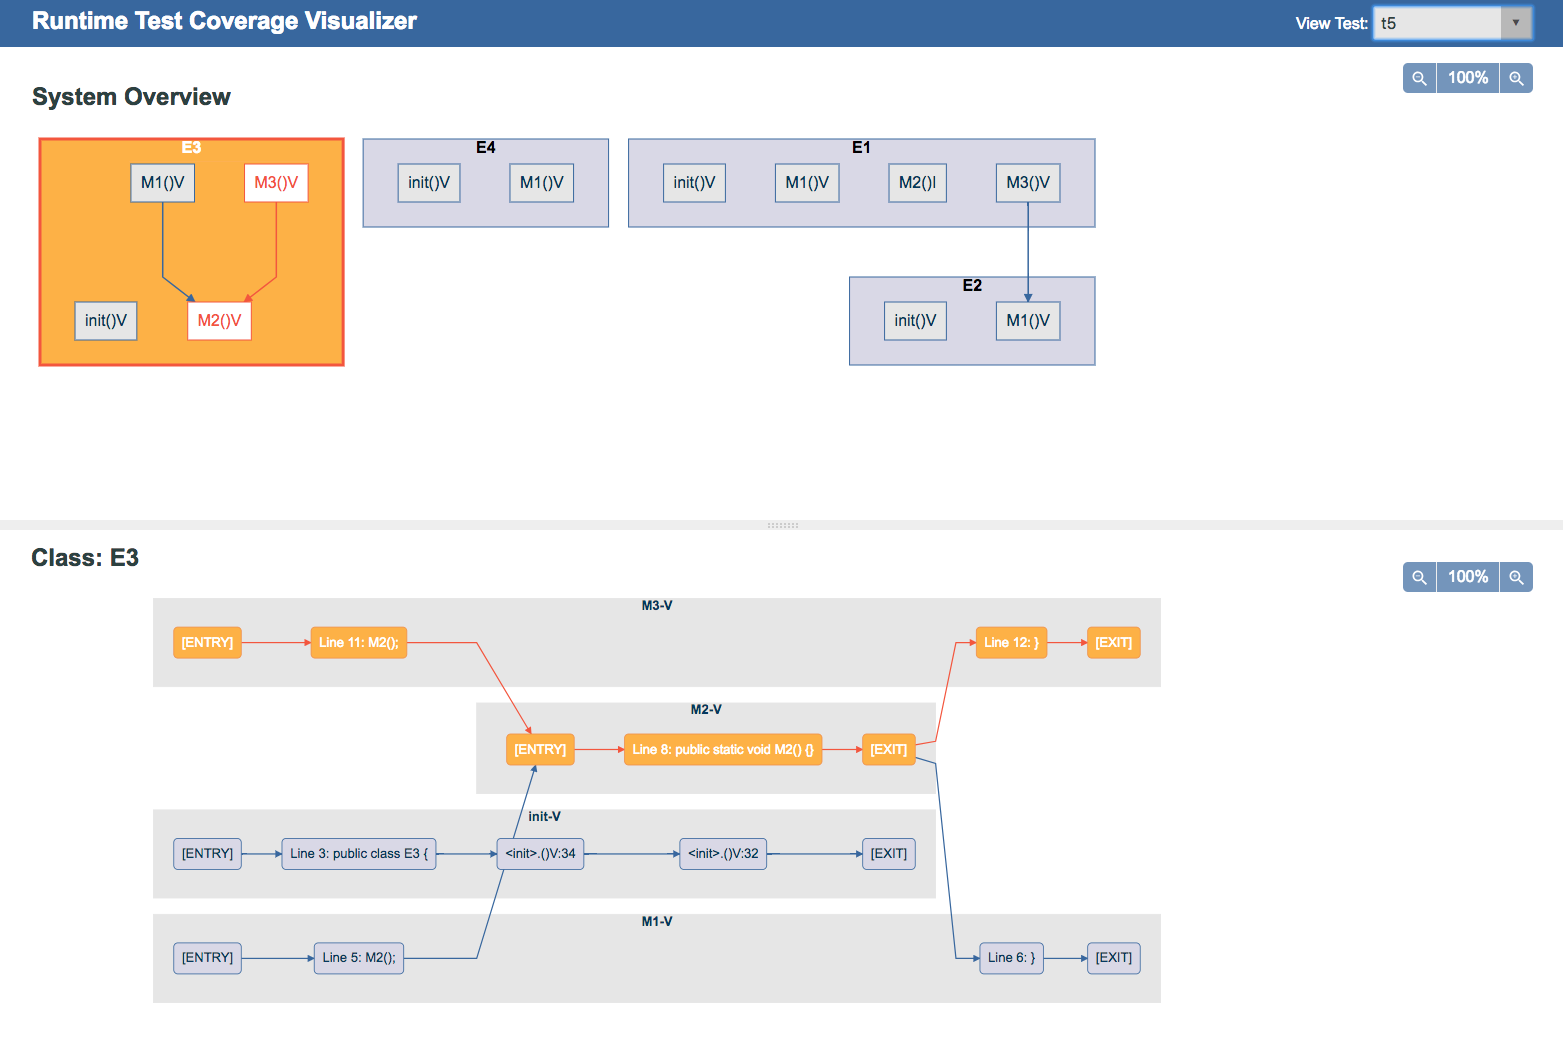 Runtime Test Coverage Visualizer
View Test: t5
100%
System Overview
E3
M1()V
M3()V
init()V
M2()V
E4
init()V
M1()V
E1
init()V
M1()V
M2()I
M3()V
E2
init()V
M1()V
Class: E3
100%
M3-V
[ENTRY]
Line 11: M2();
Line 12: }
[EXIT]
M2-V
[ENTRY]
Line 8: public static void M2() {}
[EXIT]
init-V
[ENTRY]
Line 3: public class E3 {
<init>.()V:34
<init>.()V:32
[EXIT]
M1-V
[ENTRY]
Line 5: M2();
Line 6: }
[EXIT]